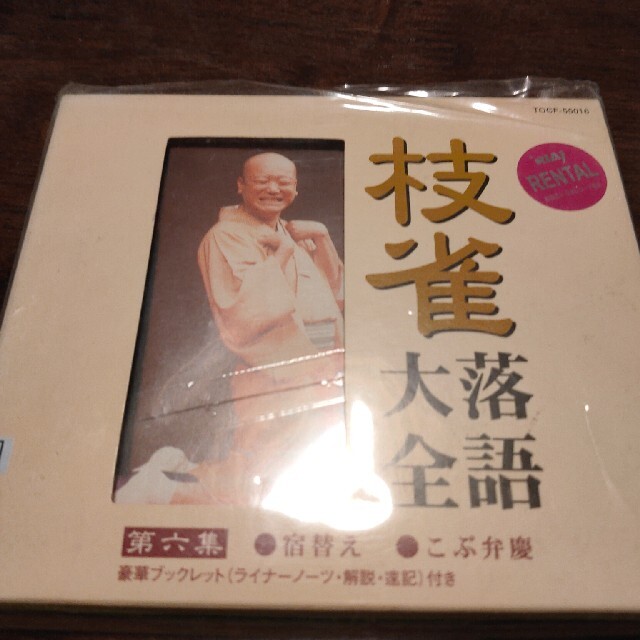 TOCF-55016
RENTAL
枝雀
落語
大全
第六集 ●宿替え ●こぶ弁慶
豪華ブックレット(ライナーノーツ・解説・速記)付き